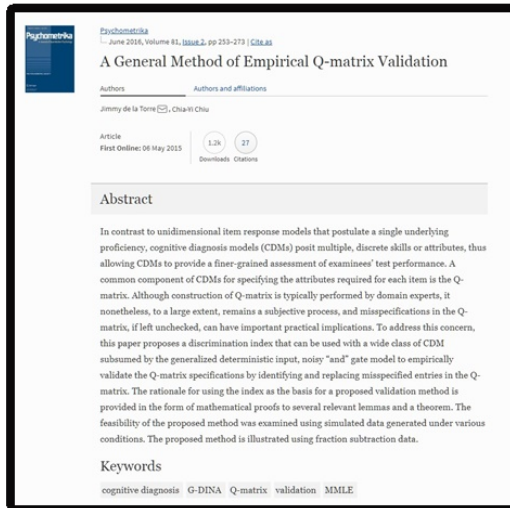 Psychometrika
Psychometrika
June 2016, Volume 81, Issue 2, pp 253–273 | Cite as
A General Method of Empirical Q-matrix Validation
Authors
Authors and affiliations
Jimmy de la Torre, Chia-Yi Chiu
Article
First Online: 06 May 2015
1.2k
Downloads
27
Citations
Abstract
In contrast to unidimensional item response models that postulate a single underlying
proficiency, cognitive diagnosis models (CDMs) posit multiple, discrete skills or attributes, thus
allowing CDMs to provide a finer-grained assessment of examinees’ test performance. A
common component of CDMs for specifying the attributes required for each item is the Q-
matrix. Although construction of Q-matrix is typically performed by domain experts, it
nonetheless, to a large extent, remains a subjective process, and misspecifications in the Q-
matrix, if left unchecked, can have important practical implications. To address this concern,
this paper proposes a discrimination index that can be used with a wide class of CDM
subsumed by the generalized deterministic input, noisy “and” gate model to empirically
validate the Q-matrix specifications by identifying and replacing misspecified entries in the Q-
matrix. The rationale for using the index as the basis for a proposed validation method is
provided in the form of mathematical proofs to several relevant lemmas and a theorem. The
feasibility of the proposed method was examined using simulated data generated under various
conditions. The proposed method is illustrated using fraction subtraction data.
Keywords
cognitive diagnosis G-DINA Q-matrix validation MMLE